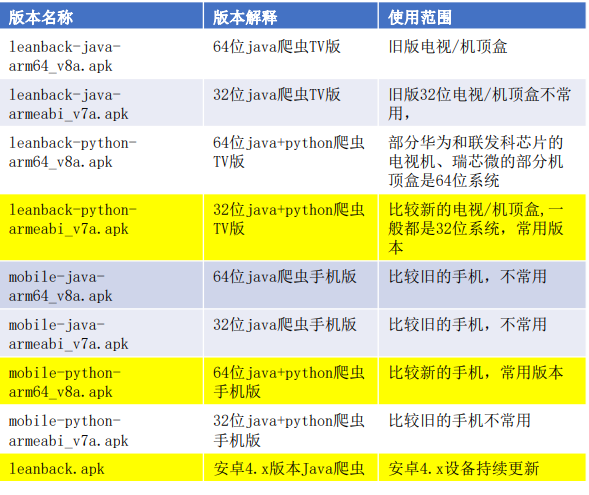 版本名称 版本解释 使用范围
leanback-java-
arm64_v8a.apk
64位java爬虫TV版
旧版电视/机顶盒
leanback-java-
armeabi_v7a.apk
32位java爬虫TV版
旧版32位电视/机顶盒不常
用，
leanback-python-
arm64_v8a.apk
64位java+python爬虫
TV版
部分华为和联发科芯片的
电视机、瑞芯微的部分机
顶盒是64位系统
leanback-python-
armeabi_v7a.apk
32位java+python爬虫
TV版
比较新的电视/机顶盒,一
般都是32位系统，常用版
本
mobile-java-
arm64_v8a.apk
64位java爬虫手机版
比较旧的手机，不常用
mobile-java-
armeabi_v7a.apk
32位java爬虫手机版
比较旧的手机，不常用
mobile-python-
arm64_v8a.apk
64位java+python爬虫
手机版
比较新的手机，常用版本
mobile-python-
armeabi_v7a.apk
32位java+python爬虫
手机版
比较旧的手机不常用
leanback.apk
安卓4.x版本Java爬虫
安卓4.x设备持续更新